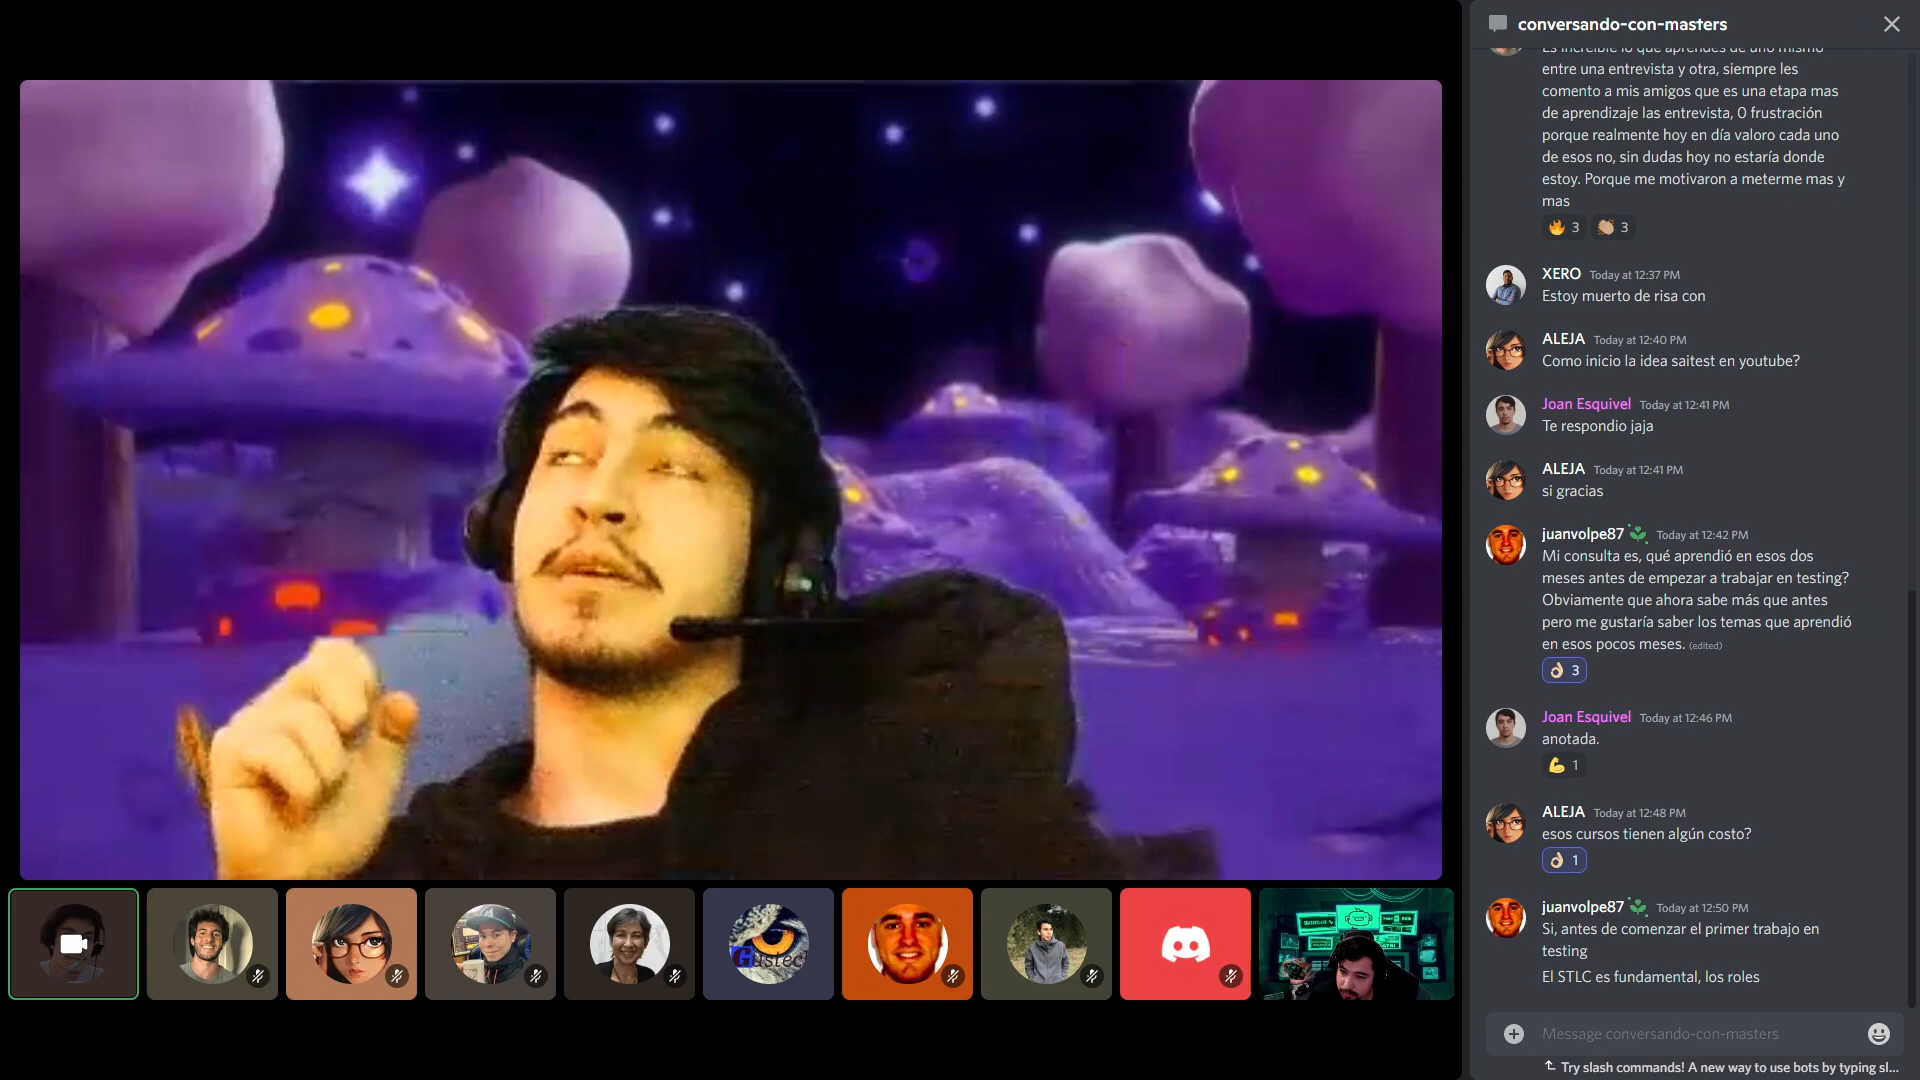 conversando-con-masters
Es increíble lo que aprendes de uno mismo
entre una entrevista y otra, siempre les
comento a mis amigos que es una etapa mas
de aprendizaje las entrevista, 0 frustración
porque realmente hoy en día valoro cada uno
de esos no, sin dudas hoy no estaría donde
estoy. Porque me motivaron a meterme mas y
mas
3 3
XERO Today at 12:37 PM
Estoy muerto de risa con
ALEJA Today at 12:40 PM
Como inicio la idea saitest en youtube?
Joan Esquivel Today at 12:41 PM
Te respondio jaja
ALEJA Today at 12:41 PM
si gracias
juanvolpe87 Today at 12:42 PM
Mi consulta es, qué aprendió en esos dos
meses antes de empezar a trabajar en testing?
Obviamente que ahora sabe más que antes
pero me gustaría saber los temas que aprendió
en esos pocos meses. (edited)
3
Joan Esquivel Today at 12:46 PM
anotada.
1
ALEJA Today at 12:48 PM
esos cursos tienen algún costo?
1
juanvolpe87 Today at 12:50 PM
Si, antes de comenzar el primer trabajo en
testing
El STLC es fundamental, los roles
Message conversando-con-masters
Try slash commands! A new way to use bots by typing sl...